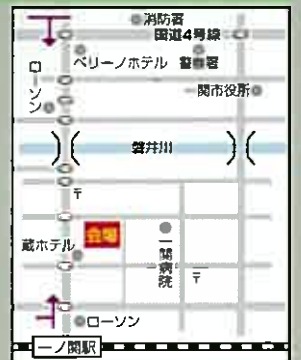 消防署
国道4号線
ベリーノホテル
警察署
ローソン
一関市役所
磐井川
〒
会場
蔵ホテル
一関病院
〒
ローソン
一ノ関駅